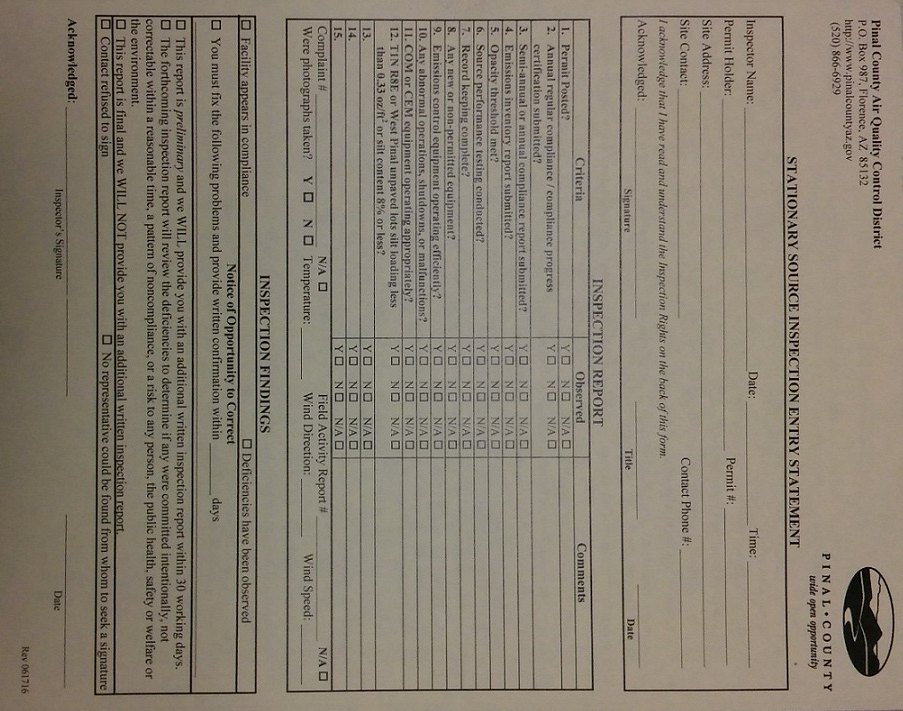 Pinal County Air Quality Control District
P.O. Box 987, Florence, AZ 85132
http://www.pinalcountyaz.gov
(520) 866-6929
PINAL • COUNTY
wide open opportunity
STATIONARY SOURCE INSPECTION ENTRY STATEMENT
Inspector Name: Date: Time:
Permit Holder: Permit #:
Site Address:
Site Contact: Contact Phone #:
I acknowledge that I have read and understand the Inspection Rights on the back of this form.
Acknowledged:
Signature Title Date
INSPECTION REPORT
Criteria Observed Comments
1. Permit Posted? Y ☐ N ☐ N/A ☐
2. Annual regular compliance / compliance progress
certification submitted? Y ☐ N ☐ N/A ☐
3. Semi-annual or annual compliance report submitted? Y ☐ N ☐ N/A ☐
4. Emissions inventory report submitted? Y ☐ N ☐ N/A ☐
5. Opacity threshold met? Y ☐ N ☐ N/A ☐
6. Source performance testing conducted? Y ☐ N ☐ N/A ☐
7. Record keeping complete? Y ☐ N ☐ N/A ☐
8. Any new or non-permitted equipment? Y ☐ N ☐ N/A ☐
9. Emissions control equipment operating efficiently? Y ☐ N ☐ N/A ☐
10. Any abnormal operations, shutdowns, or malfunctions? Y ☐ N ☐ N/A ☐
11. COM or CEM equipment operating appropriately? Y ☐ N ☐ N/A ☐
12. T1N R8E or West Pinal unpaved lots silt loading less
than 0.33 oz/ft² or silt content 8% or less? Y ☐ N ☐ N/A ☐
13. Y ☐ N ☐ N/A ☐
14. Y ☐ N ☐ N/A ☐
15. Y ☐ N ☐ N/A ☐
Complaint # N/A ☐ Field Activity Report # N/A ☐
Were photographs taken? Y ☐ N ☐ Temperature: Wind Direction: Wind Speed:
INSPECTION FINDINGS
☐ Facility appears in compliance ☐ Deficiencies have been observed
Notice of Opportunity to Correct
☐ You must fix the following problems and provide written confirmation within days
☐ This report is preliminary and we WILL provide you with an additional written inspection report within 30 working days.
☐ The forthcoming inspection report will review the deficiencies to determine if any were committed intentionally, not
correctable within a reasonable time, a pattern of noncompliance, or a risk to any person, the public health, safety or welfare or
the environment.
☐ This report is final and we WILL NOT provide you with an additional written inspection report.
☐ Contact refused to sign ☐ No representative could be found from whom to seek a signature
Acknowledged:
Inspector's Signature Date
Rev 061716